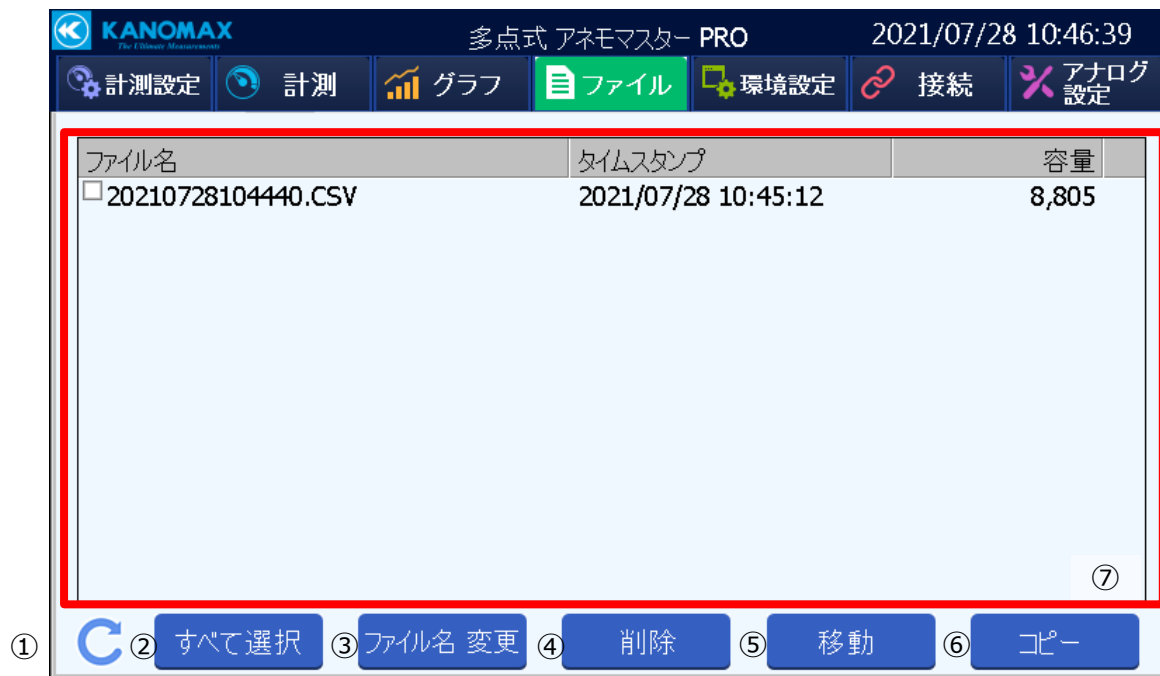 KANOMAX
The Ultimate Measurements
多点式 アネモマスター PRO
2021/07/28 10:46:39
計測設定
計測
グラフ
ファイル
環境設定
接続
アナログ
設定
ファイル名 タイムスタンプ 容量
20210728104440.CSV 2021/07/28 10:45:12 8,805
⑦
① ② すべて選択 ③ ファイル名 変更 ④ 削除 ⑤ 移動 ⑥ コピー